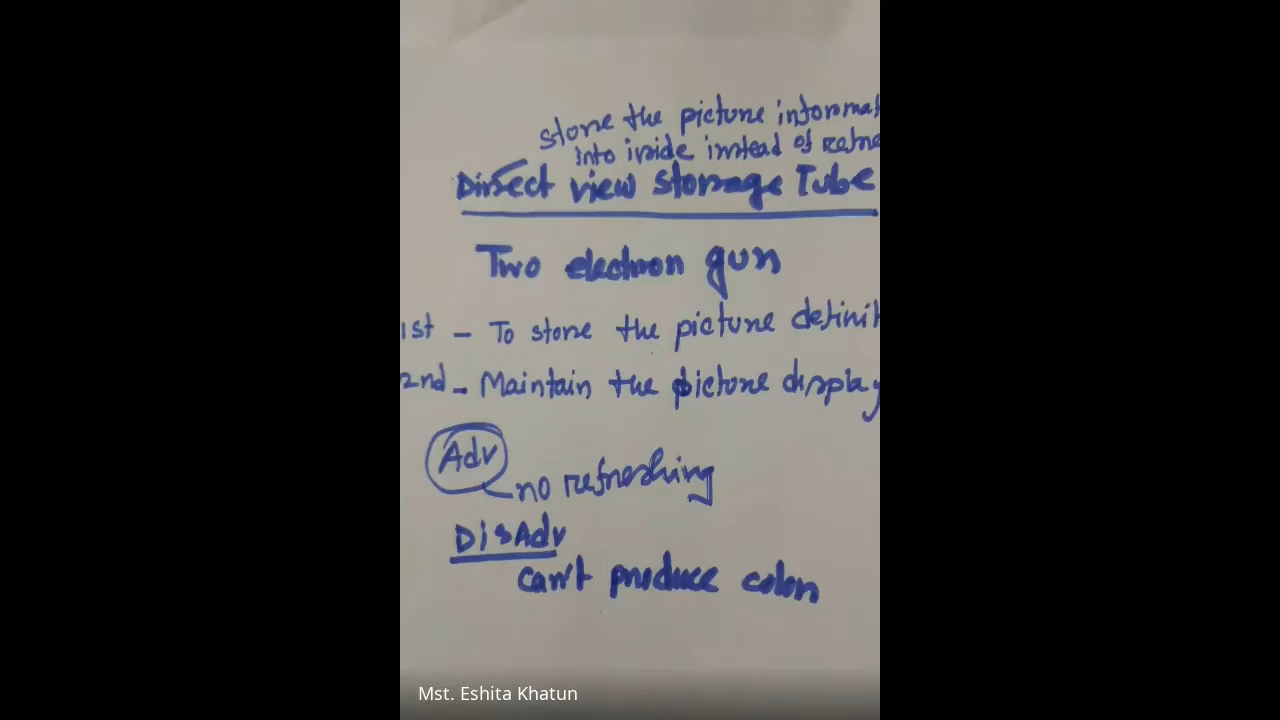 store the picture informat
into inside instead of refre
Direct view storage Tube
Two electron gun
1st - To store the picture definit
2nd - Maintain the picture display
Adv
no refreshing
DisAdv
can't produce color
Mst. Eshita Khatun